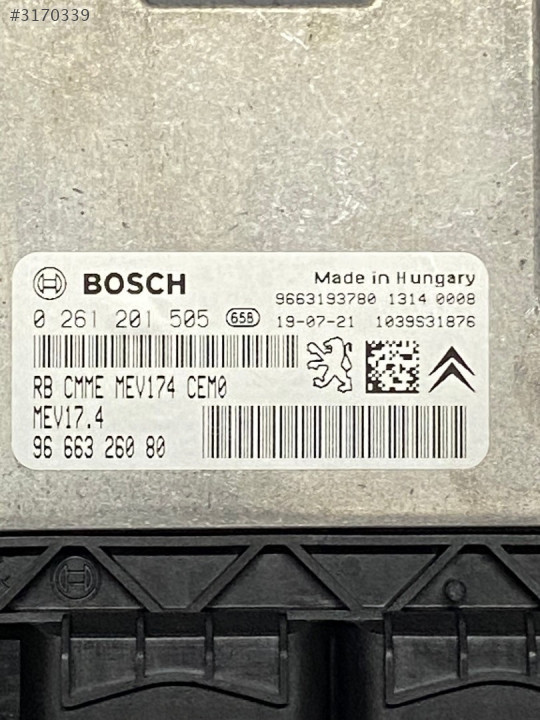 #3170339
BOSCH
Made in Hungary
9663193780 1314 0008
0 261 201 505 65B 19-07-21 1039S31876
RB CMME MEV174 CEM0
MEV17.4
96 663 260 80